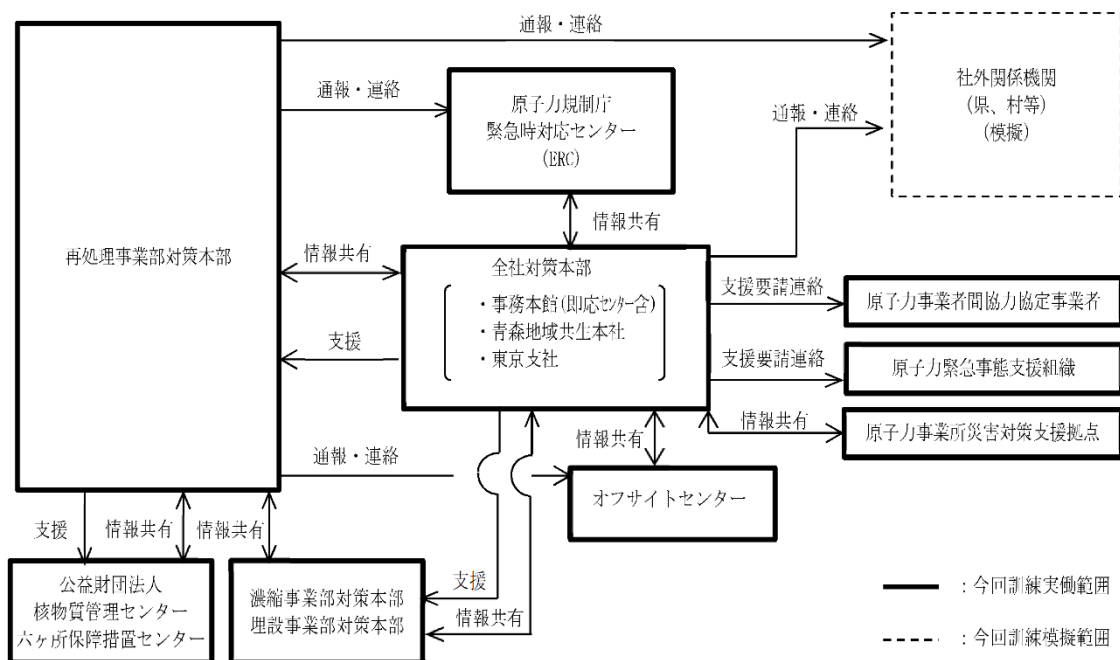 通報・連絡
社外関係機関
(県、村等)
(模擬)
通報・連絡
原子力規制庁
緊急時対応センター
(ERC)
通報・連絡
情報共有
再処理事業部対策本部
情報共有
全社対策本部
・事務本館(即応センター含)
・青森地域共生本社
・東京支社
支援要請連絡
原子力事業者間協力協定事業者
支援
支援要請連絡
原子力緊急事態支援組織
情報共有
原子力事業所災害対策支援拠点
情報共有
通報・連絡
オフサイトセンター
支援
情報共有
情報共有
公益財団法人
核物質管理センター
六ヶ所保障措置センター
濃縮事業部対策本部
埋設事業部対策本部
支援
情報共有
：今回訓練実働範囲
：今回訓練模擬範囲